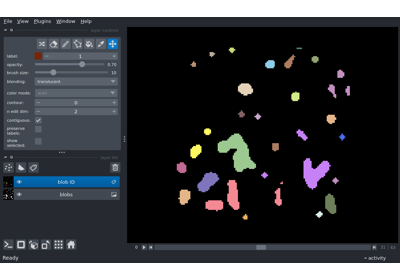 File View Plugins Window Help
label: 1
opacity: 0.70
brush size: 10
blending: translucent
color mode:
contour: 0
n edit dim: 2
contiguous:
preserve labels:
show selected:
blob ID
blobs
0
Ready
activity